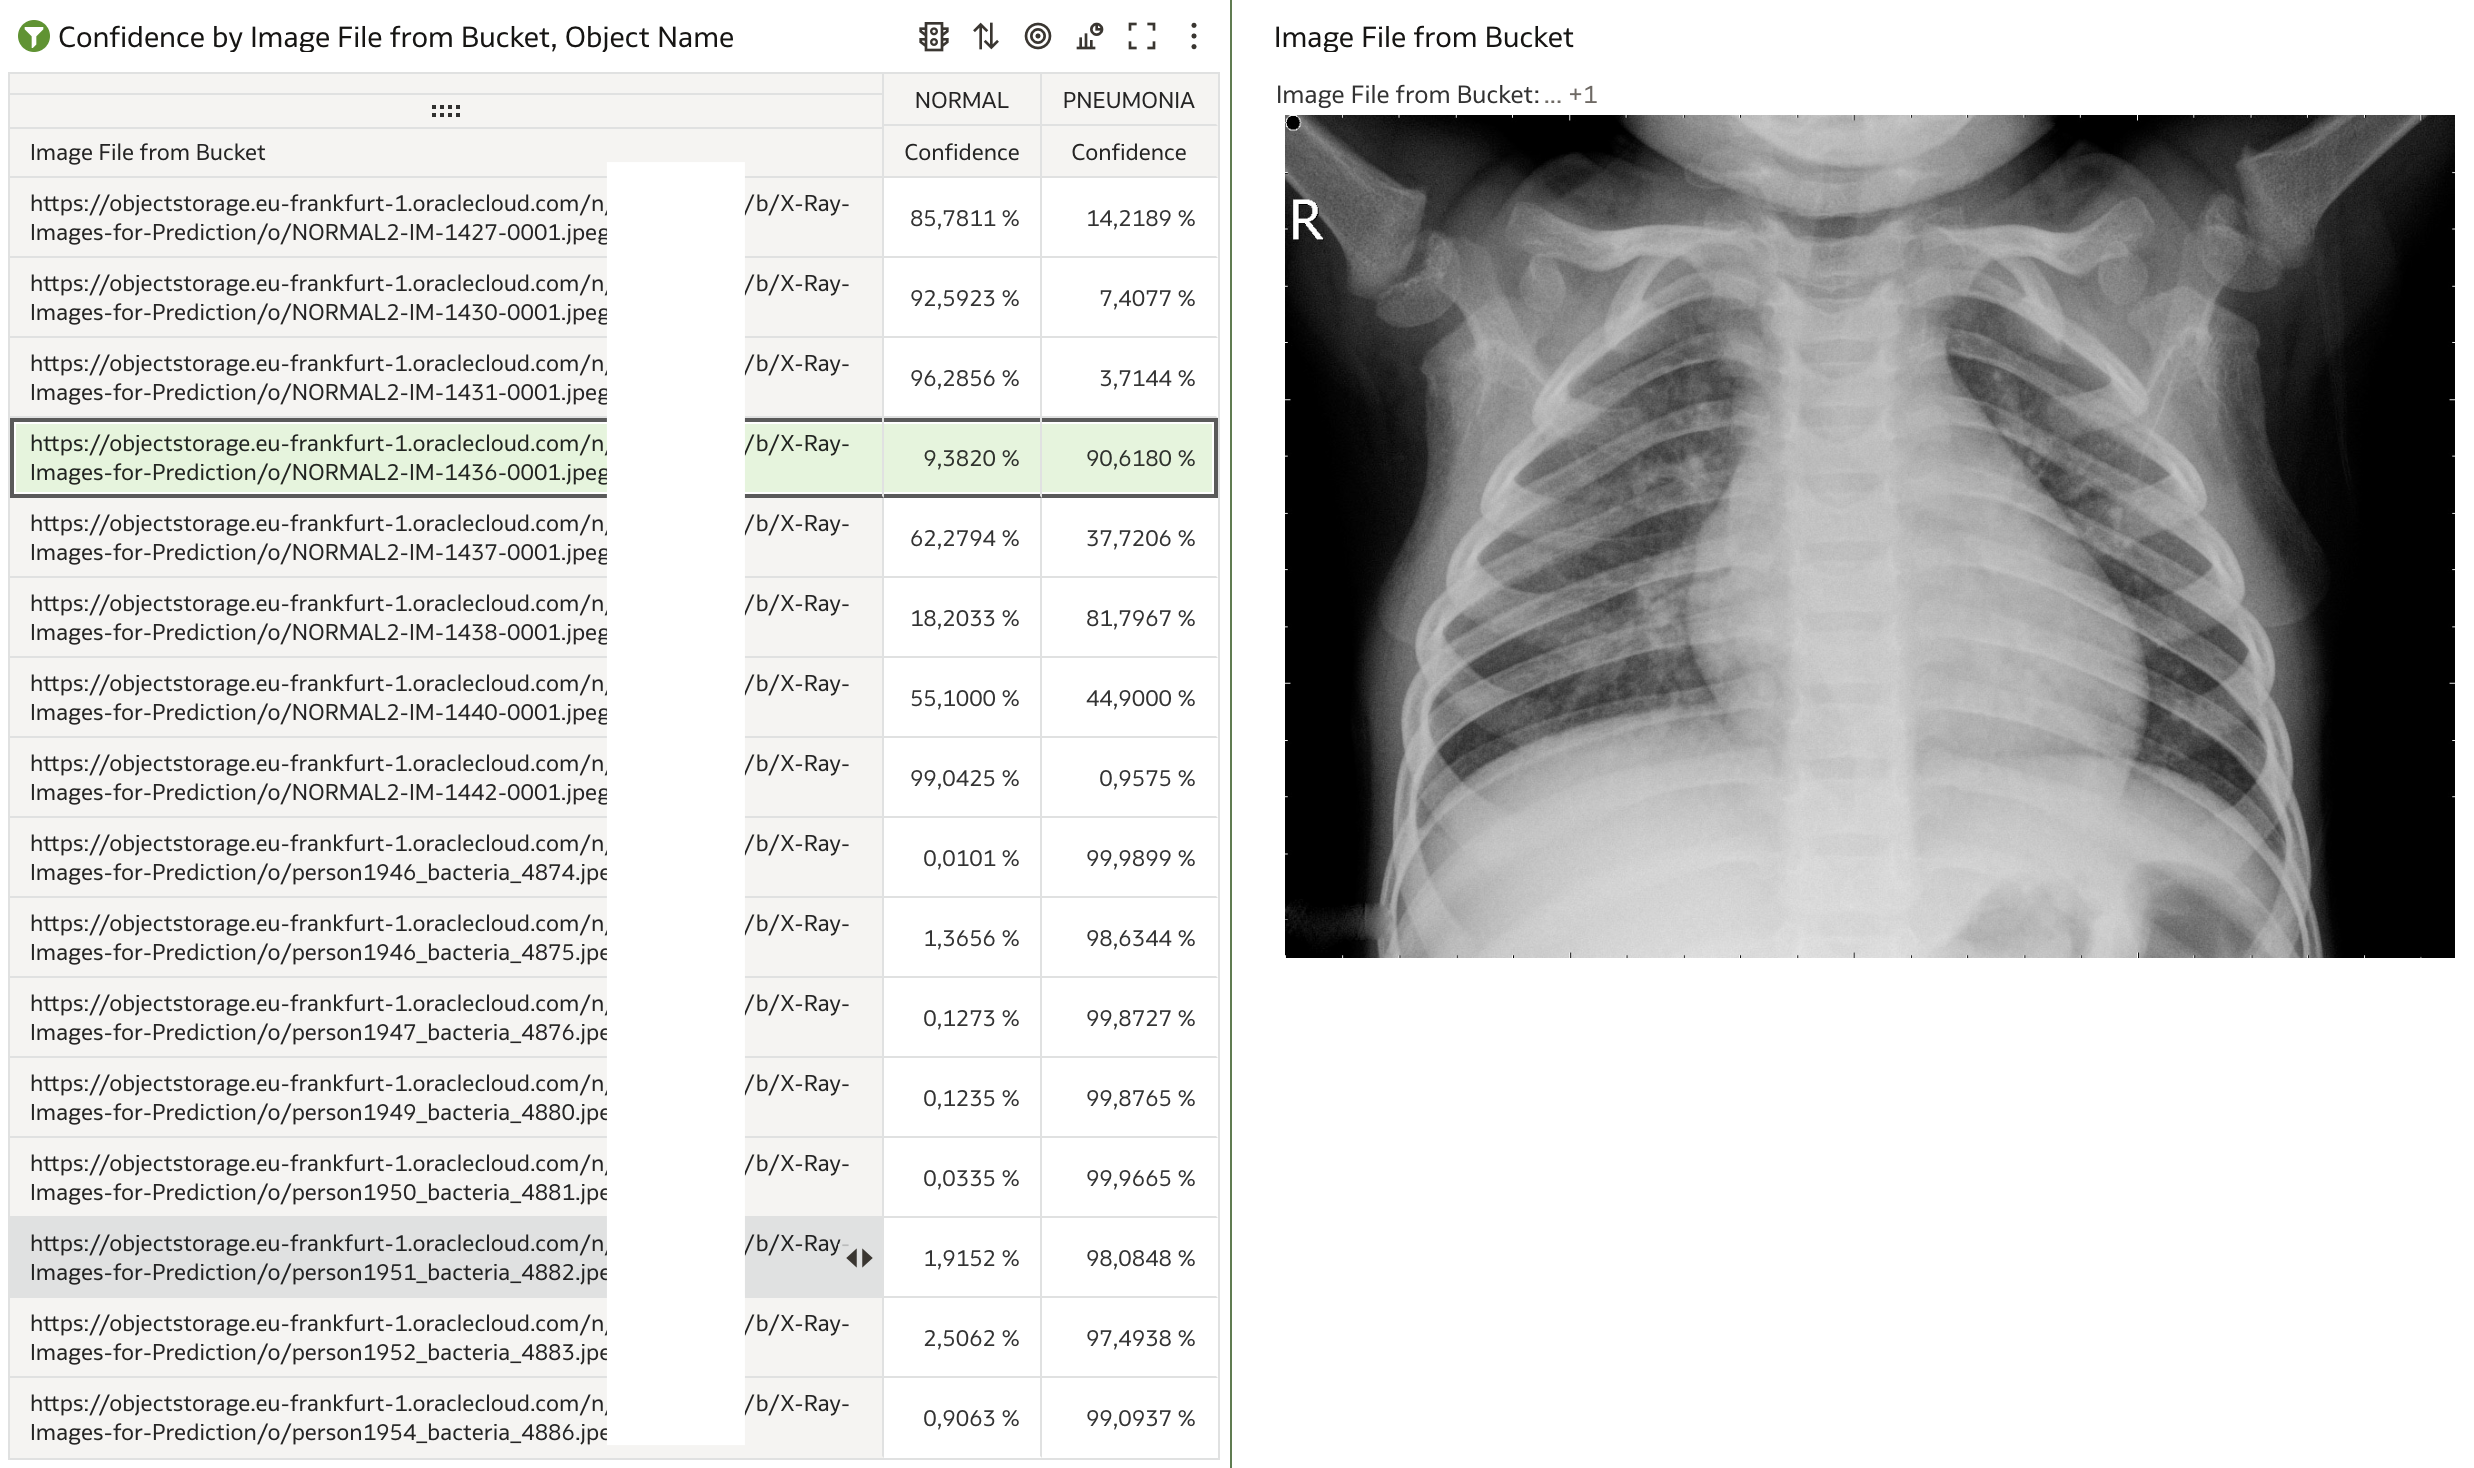 Confidence by Image File from Bucket, Object Name
NORMAL PNEUMONIA
Image File from Bucket Confidence Confidence
https://objectstorage.eu-frankfurt-1.oraclecloud.com/n/ /b/X-Ray-
Images-for-Prediction/o/NORMAL2-IM-1427-0001.jpeg
85,7811 % 14,2189 %
https://objectstorage.eu-frankfurt-1.oraclecloud.com/n/ /b/X-Ray-
Images-for-Prediction/o/NORMAL2-IM-1430-0001.jpeg
92,5923 % 7,4077 %
https://objectstorage.eu-frankfurt-1.oraclecloud.com/n/ /b/X-Ray-
Images-for-Prediction/o/NORMAL2-IM-1431-0001.jpeg
96,2856 % 3,7144 %
https://objectstorage.eu-frankfurt-1.oraclecloud.com/n/ /b/X-Ray-
Images-for-Prediction/o/NORMAL2-IM-1436-0001.jpeg
9,3820 % 90,6180 %
https://objectstorage.eu-frankfurt-1.oraclecloud.com/n/ /b/X-Ray-
Images-for-Prediction/o/NORMAL2-IM-1437-0001.jpeg
62,2794 % 37,7206 %
https://objectstorage.eu-frankfurt-1.oraclecloud.com/n/ /b/X-Ray-
Images-for-Prediction/o/NORMAL2-IM-1438-0001.jpeg
18,2033 % 81,7967 %
https://objectstorage.eu-frankfurt-1.oraclecloud.com/n/ /b/X-Ray-
Images-for-Prediction/o/NORMAL2-IM-1440-0001.jpeg
55,1000 % 44,9000 %
https://objectstorage.eu-frankfurt-1.oraclecloud.com/n/ /b/X-Ray-
Images-for-Prediction/o/NORMAL2-IM-1442-0001.jpeg
99,0425 % 0,9575 %
https://objectstorage.eu-frankfurt-1.oraclecloud.com/n/ /b/X-Ray-
Images-for-Prediction/o/person1946_bacteria_4874.jpe
0,0101 % 99,9899 %
https://objectstorage.eu-frankfurt-1.oraclecloud.com/n/ /b/X-Ray-
Images-for-Prediction/o/person1946_bacteria_4875.jpe
1,3656 % 98,6344 %
https://objectstorage.eu-frankfurt-1.oraclecloud.com/n/ /b/X-Ray-
Images-for-Prediction/o/person1947_bacteria_4876.jpe
0,1273 % 99,8727 %
https://objectstorage.eu-frankfurt-1.oraclecloud.com/n/ /b/X-Ray-
Images-for-Prediction/o/person1949_bacteria_4880.jpe
0,1235 % 99,8765 %
https://objectstorage.eu-frankfurt-1.oraclecloud.com/n/ /b/X-Ray-
Images-for-Prediction/o/person1950_bacteria_4881.jpe
0,0335 % 99,9665 %
https://objectstorage.eu-frankfurt-1.oraclecloud.com/n/ /b/X-Ray-
Images-for-Prediction/o/person1951_bacteria_4882.jpe
1,9152 % 98,0848 %
https://objectstorage.eu-frankfurt-1.oraclecloud.com/n/ /b/X-Ray-
Images-for-Prediction/o/person1952_bacteria_4883.jpe
2,5062 % 97,4938 %
https://objectstorage.eu-frankfurt-1.oraclecloud.com/n/ /b/X-Ray-
Images-for-Prediction/o/person1954_bacteria_4886.jpe
0,9063 % 99,0937 %
Image File from Bucket
Image File from Bucket: ... +1
R